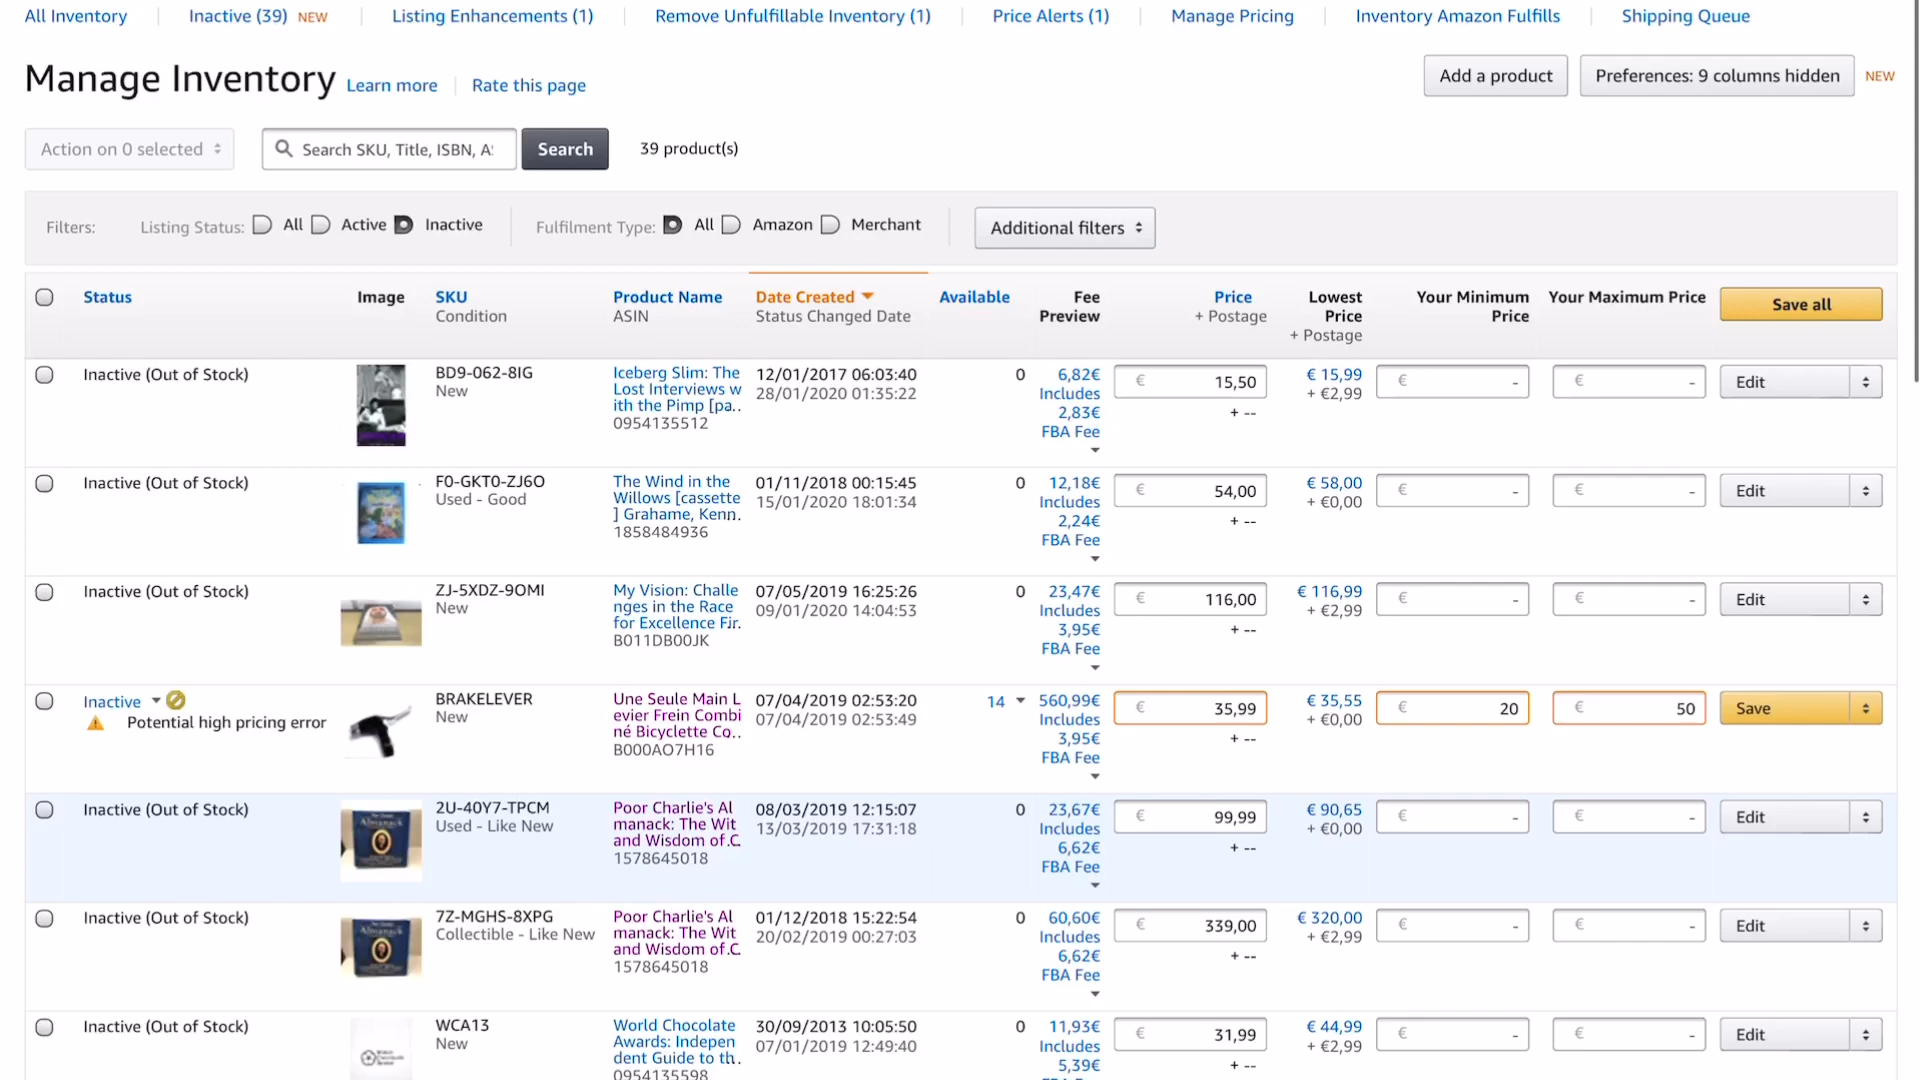 All Inventory
Inactive (39) NEW
Listing Enhancements (1)
Remove Unfulfillable Inventory (1)
Price Alerts (1)
Manage Pricing
Inventory Amazon Fulfills
Shipping Queue
Manage Inventory
Learn more
Rate this page
Add a product
Preferences: 9 columns hidden
NEW
Action on 0 selected
Search SKU, Title, ISBN, A
Search
39 product(s)
Filters:
Listing Status: All Active Inactive
Fulfilment Type: All Amazon Merchant
Additional filters
Status
Image
SKU
Condition
Product Name
ASIN
Date Created
Status Changed Date
Available
Fee
Preview
Price
+ Postage
Lowest
Price
+ Postage
Your Minimum
Price
Your Maximum Price
Save all
Inactive (Out of Stock)
BD9-062-8IG
New
Iceberg Slim: The
Lost Interviews w
ith the Pimp [pa..
0954135512
12/01/2017 06:03:40
28/01/2020 01:35:22
0
6,82€
Includes
2,83€
FBA Fee
€ 15,50
+ --
€ 15,99
+ €2,99
€ -
€ -
Edit
Inactive (Out of Stock)
F0-GKT0-ZJ6O
Used - Good
The Wind in the
Willows [cassette
] Grahame, Kenn.
1858484936
01/11/2018 00:15:45
15/01/2020 18:01:34
0
12,18€
Includes
2,24€
FBA Fee
€ 54,00
+ --
€ 58,00
+ €0,00
€ -
€ -
Edit
Inactive (Out of Stock)
ZJ-5XDZ-9OMI
New
My Vision: Challe
nges in the Race
for Excellence Fir.
B011DB00JK
07/05/2019 16:25:26
09/01/2020 14:04:53
0
23,47€
Includes
3,95€
FBA Fee
€ 116,00
+ --
€ 116,99
+ €2,99
€ -
€ -
Edit
Inactive
Potential high pricing error
BRAKELEVER
New
Une Seule Main L
evier Frein Combi
né Bicyclette Co..
B000AO7H16
07/04/2019 02:53:20
07/04/2019 02:53:49
14
560,99€
Includes
3,95€
FBA Fee
€ 35,99
+ --
€ 35,55
+ €0,00
€ 20
€ 50
Save
Inactive (Out of Stock)
Almanack
2U-40Y7-TPCM
Used - Like New
Poor Charlie's Al
manack: The Wit
and Wisdom of C.
1578645018
08/03/2019 12:15:07
13/03/2019 17:31:18
0
23,67€
Includes
6,62€
FBA Fee
€ 99,99
+ --
€ 90,65
+ €0,00
€ -
€ -
Edit
Inactive (Out of Stock)
Almanack
7Z-MGHS-8XPG
Collectible - Like New
Poor Charlie's Al
manack: The Wit
and Wisdom of C.
1578645018
01/12/2018 15:22:54
20/02/2019 00:27:03
0
60,60€
Includes
6,62€
FBA Fee
€ 339,00
+ --
€ 320,00
+ €2,99
€ -
€ -
Edit
Inactive (Out of Stock)
WCA13
New
World Chocolate
Awards: Indepen
dent Guide to th..
0954135598
30/09/2013 10:05:50
07/01/2019 12:49:40
0
11,93€
Includes
5,39€
€ 31,99
+ --
€ 44,99
+ €2,99
€ -
€ -
Edit